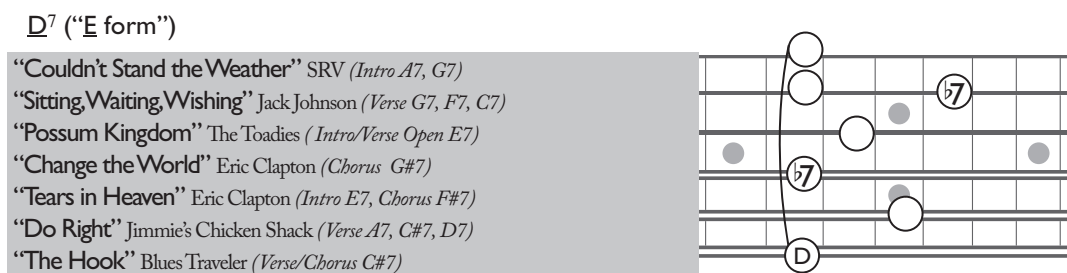 D7 (“E form”)
“Couldn’t Stand the Weather” SRV (Intro A7, G7)
“Sitting, Waiting, Wishing” Jack Johnson (Verse G7, F7, C7)
“Possum Kingdom” The Toadies ( Intro/Verse Open E7)
“Change the World” Eric Clapton (Chorus G#7)
“Tears in Heaven” Eric Clapton (Intro E7, Chorus F#7)
“Do Right” Jimmie’s Chicken Shack (Verse A7, C#7, D7)
“The Hook” Blues Traveler (Verse/Chorus C#7)
♭7
♭7
D